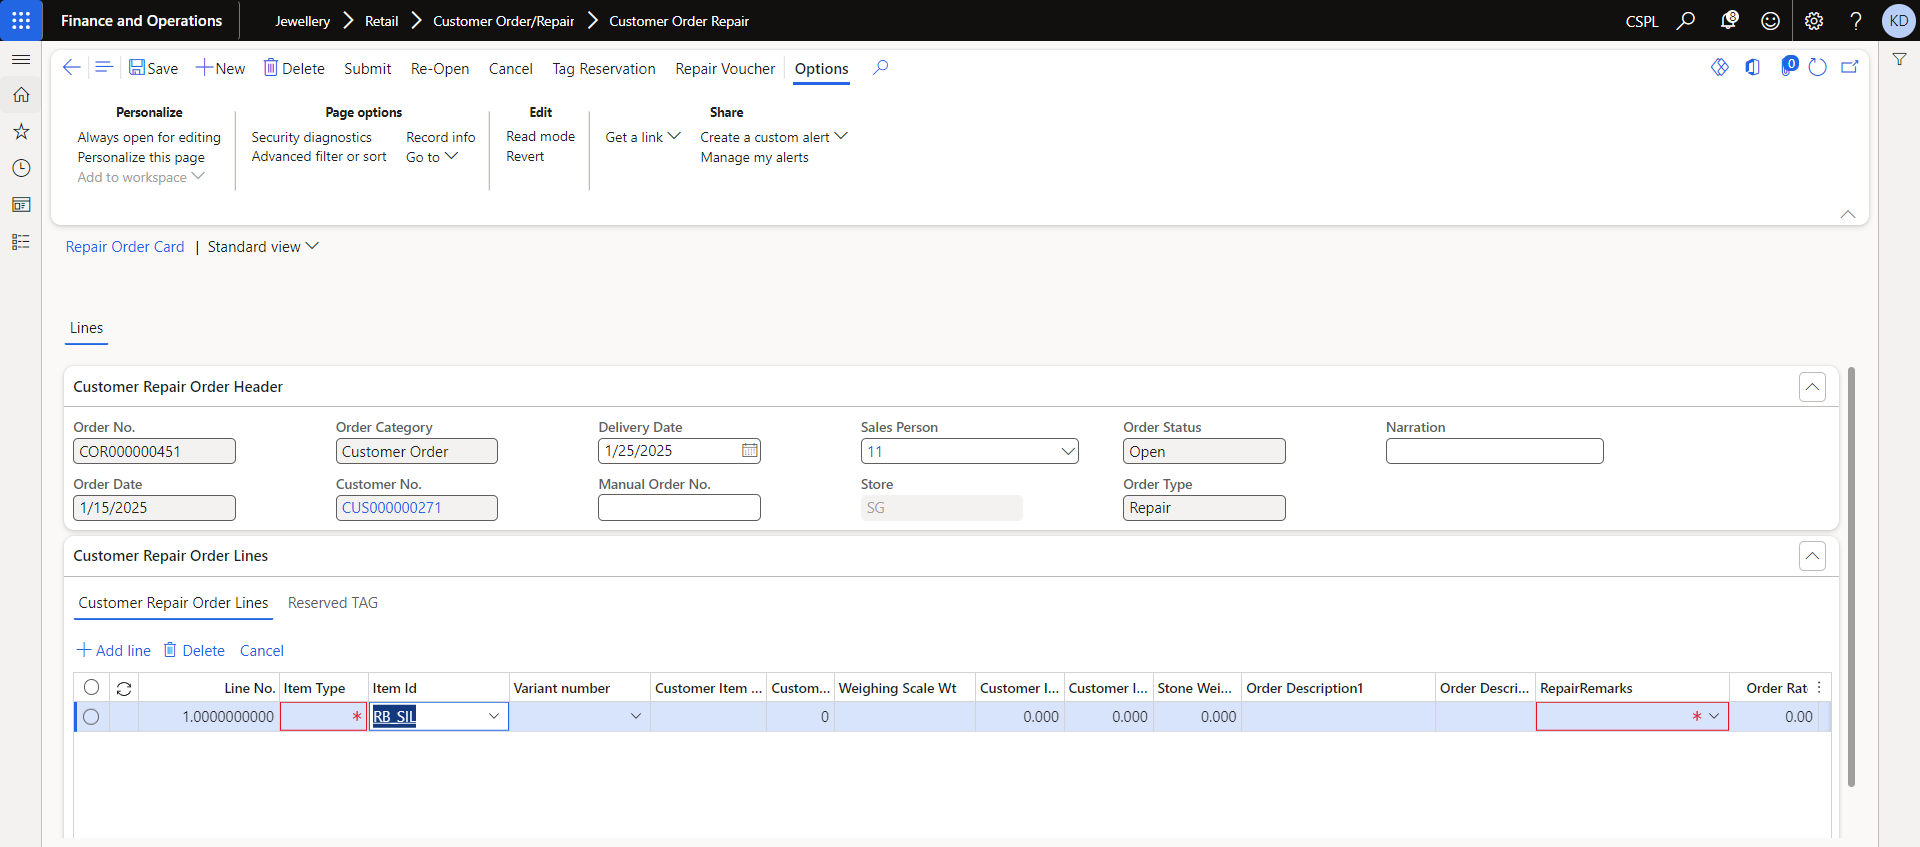 Finance and Operations Jewellery Retail Customer Order/Repair Customer Order Repair CSPL 8 ? KD
Save New Delete Submit Re-Open Cancel Tag Reservation Repair Voucher Options 0
Personalize Page options Edit Share
Always open for editing Security diagnostics Record info Read mode Get a link Create a custom alert
Personalize this page Advanced filter or sort Go to Revert Manage my alerts
Add to workspace
Repair Order Card | Standard view
Lines
Customer Repair Order Header
Order No. Order Category Delivery Date Sales Person Order Status Narration
COR000000451 Customer Order 1/25/2025 11 Open
Order Date Customer No. Manual Order No. Store Order Type
1/15/2025 CUS000000271 SG Repair
Customer Repair Order Lines
Customer Repair Order Lines Reserved TAG
Add line Delete Cancel
Line No. Item Type Item Id Variant number Customer Item ... Custom... Weighing Scale Wt Customer I... Customer I... Stone Wei... Order Description1 Order Descri... RepairRemarks Order Rat
1.0000000000 * RB_SIL 0 0.000 0.000 0.000 * 0.00